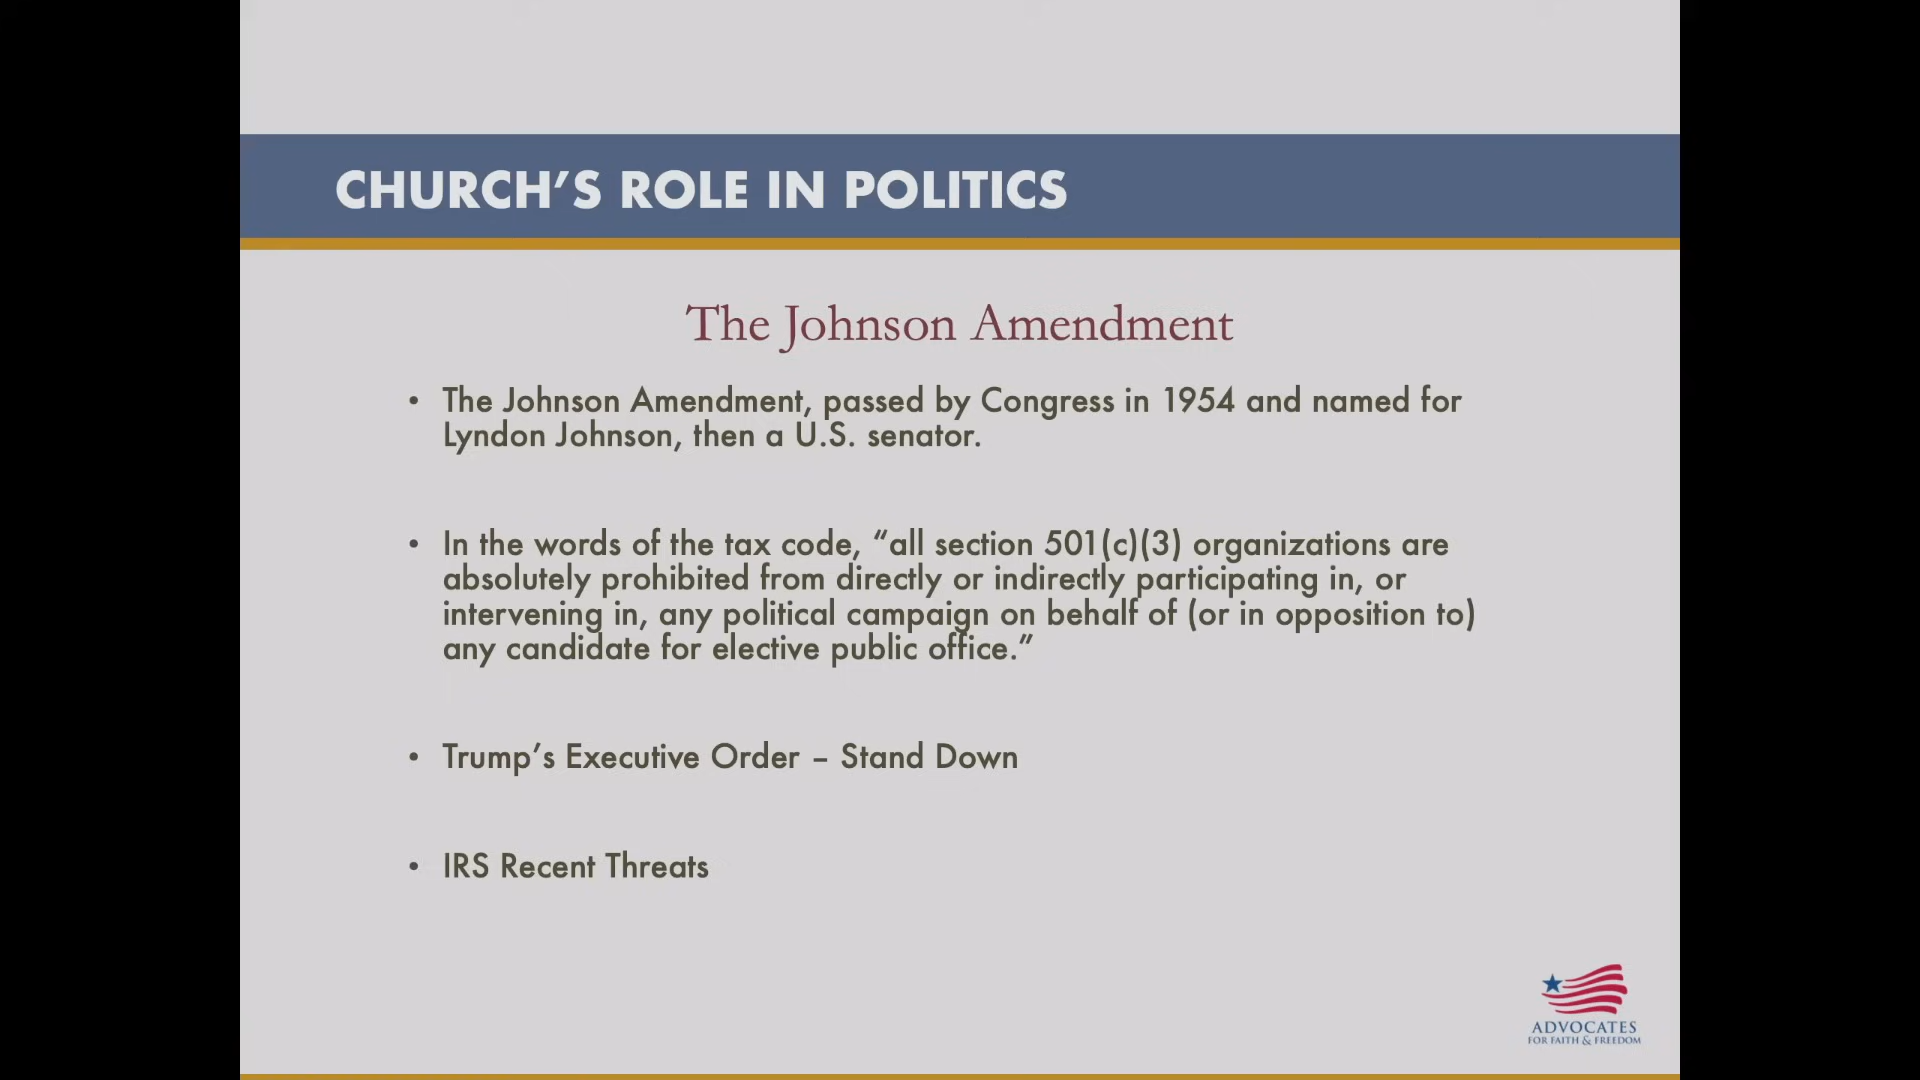 CHURCH’S ROLE IN POLITICS
The Johnson Amendment
• The Johnson Amendment, passed by Congress in 1954 and named for
Lyndon Johnson, then a U.S. senator.
• In the words of the tax code, “all section 501(c)(3) organizations are
absolutely prohibited from directly or indirectly participating in, or
intervening in, any political campaign on behalf of (or in opposition to)
any candidate for elective public office.”
• Trump’s Executive Order – Stand Down
• IRS Recent Threats
ADVOCATES
FOR FAITH & FREEDOM